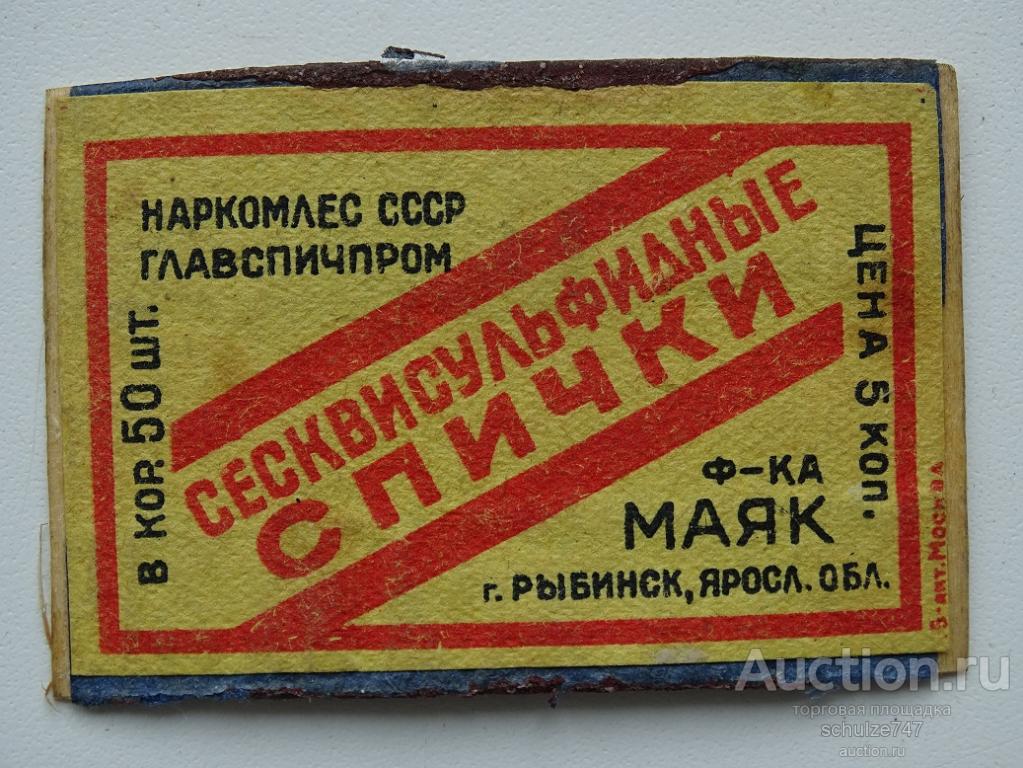 НАРКОМЛЕС СССР
ГЛАВСПИЧПРОМ
В КОР. 50 ШТ.
СЕСКВИСУЛЬФИДНЫЕ
СПИЧКИ
ЦЕНА 5 КОП.
Ф-КА
МАЯК
г. РЫБИНСК, ЯРОСЛ. ОБЛ.
Москва
Auction.ru
торговая площадка
schulze747
auction.ru